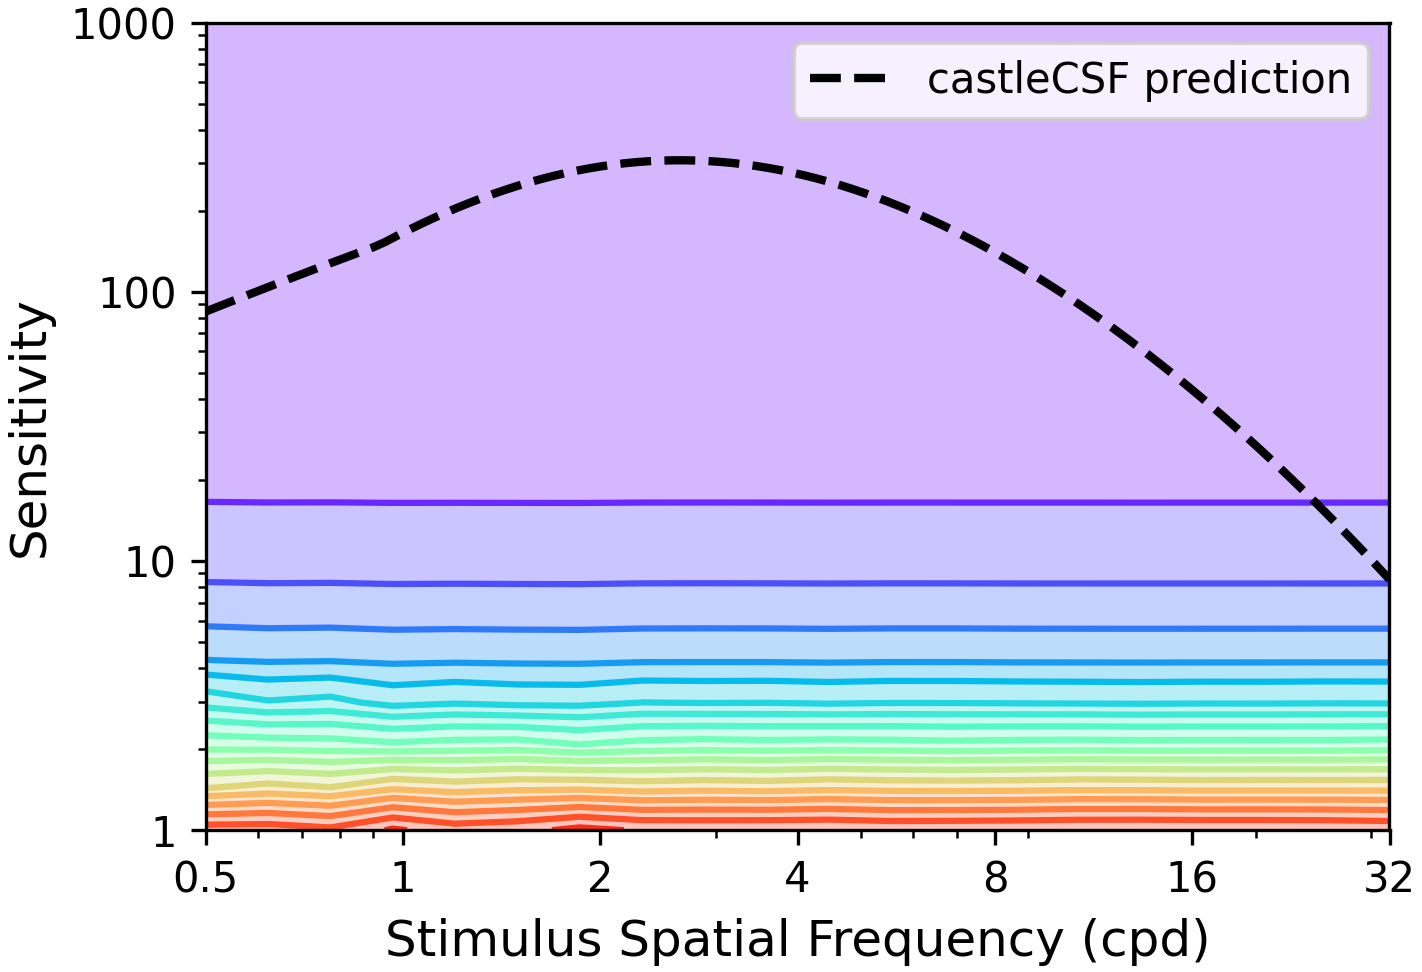 1000
100
10
1
Sensitivity
castleCSF prediction
0.5 1 2 4 8 16 32
Stimulus Spatial Frequency (cpd)